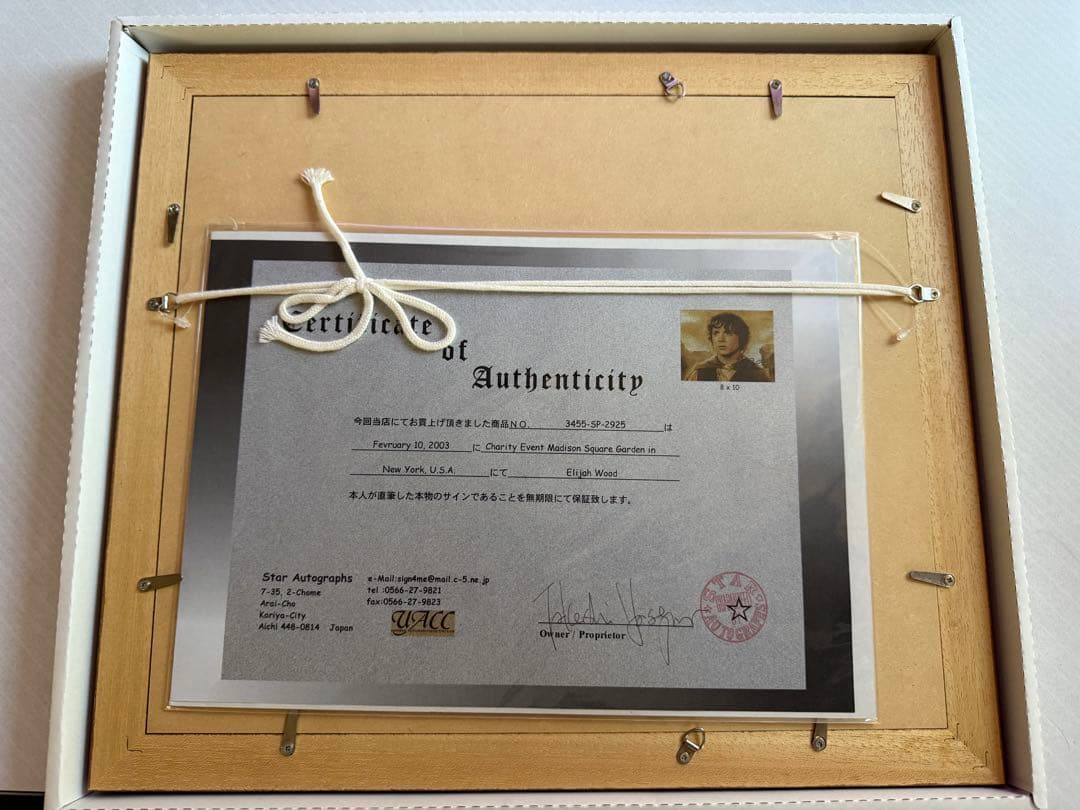 Certificate
of
Authenticity
8 x 10
今回当店にてお買上げ頂きました商品NO. 3455-SP-2925 は
Fevruary 10, 2003 に Charity Event Madison Square Garden in
New York, U.S.A. にて Elijah Wood
本人が直筆した本物のサインであることを無期限にて保証致します。
Star Autographs
7-35, 2-Chome
Arai-Cho
Kariya-City
Aichi 448-0814 Japan
e-Mail:sign4me@mail.c-5.ne.jp
tel :0566-27-9821
fax:0566-27-9823
UACC
Owner / Proprietor
STAR
AUTOGRAPHS